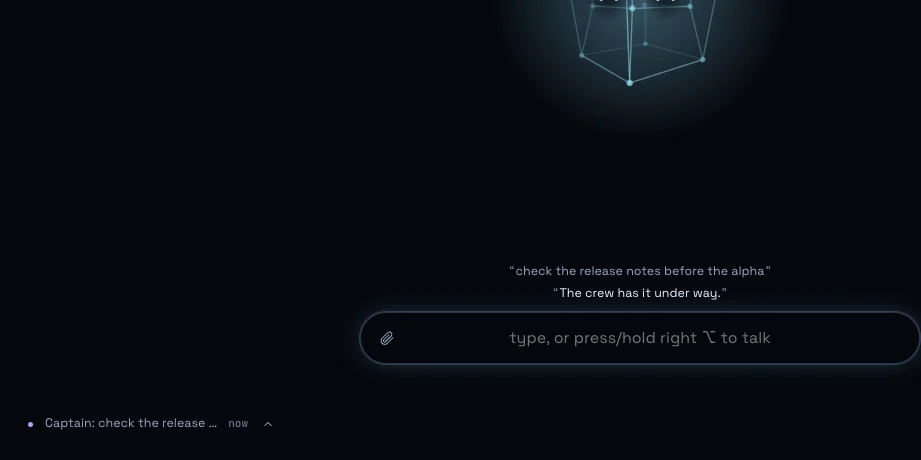 “check the release notes before the alpha”
“The crew has it under way.”
type, or press/hold right ⌥ to talk
Captain: check the release … now